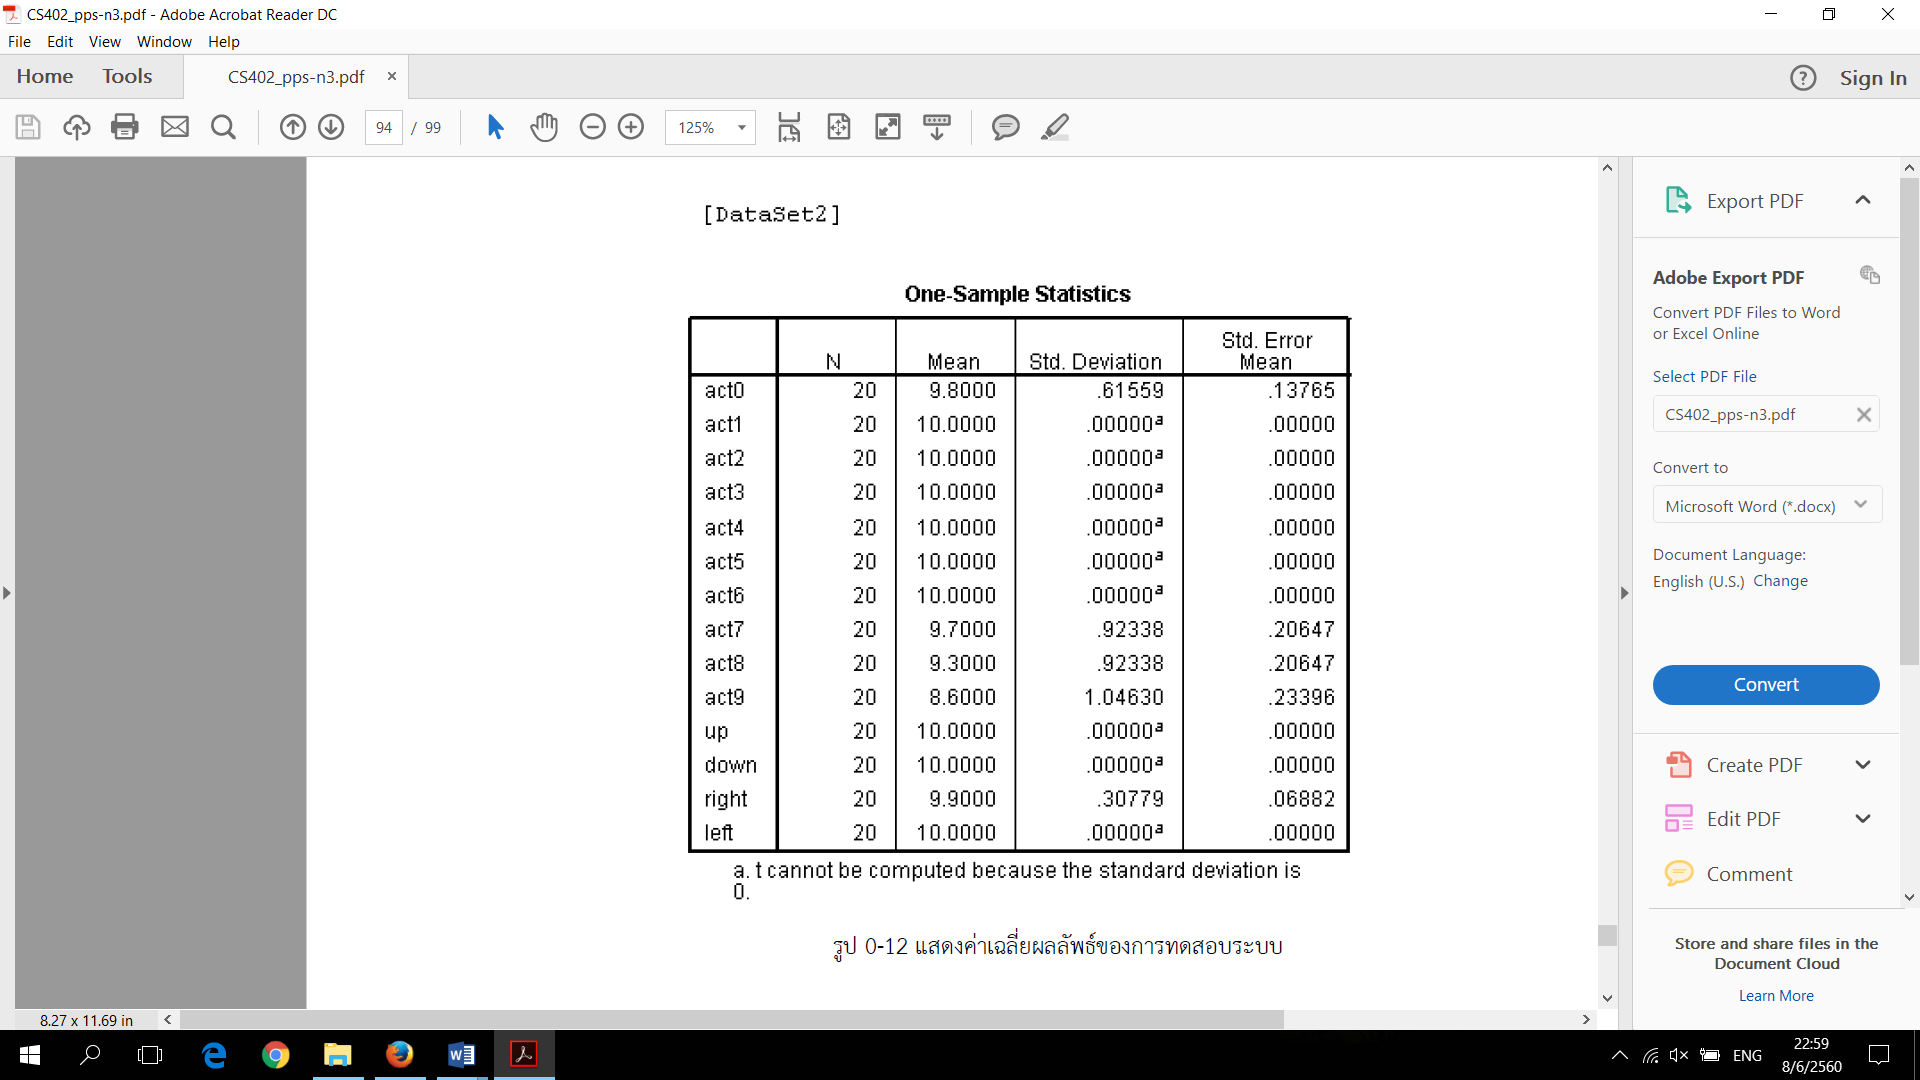 CS402_pps-n3.pdf - Adobe Acrobat Reader DC
File Edit View Window Help
Home Tools CS402_pps-n3.pdf × ? Sign In
94 / 99 125%
[DataSet2]
One-Sample Statistics
N Mean Std. Deviation Std. Error Mean
act0 20 9.8000 .61559 .13765
act1 20 10.0000 .00000a .00000
act2 20 10.0000 .00000a .00000
act3 20 10.0000 .00000a .00000
act4 20 10.0000 .00000a .00000
act5 20 10.0000 .00000a .00000
act6 20 10.0000 .00000a .00000
act7 20 9.7000 .92338 .20647
act8 20 9.3000 .92338 .20647
act9 20 8.6000 1.04630 .23396
up 20 10.0000 .00000a .00000
down 20 10.0000 .00000a .00000
right 20 9.9000 .30779 .06882
left 20 10.0000 .00000a .00000
a. t cannot be computed because the standard deviation is
0.
รูป 0-12 แสดงค่าเฉลี่ยผลลัพธ์ของการทดสอบระบบ
8.27 x 11.69 in
Export PDF
Adobe Export PDF
Convert PDF Files to Word
or Excel Online
Select PDF File
CS402_pps-n3.pdf
Convert to
Microsoft Word (*.docx)
Document Language:
English (U.S.) Change
Convert
Create PDF
Edit PDF
Comment
Store and share files in the
Document Cloud
Learn More
ENG
22:59
8/6/2560